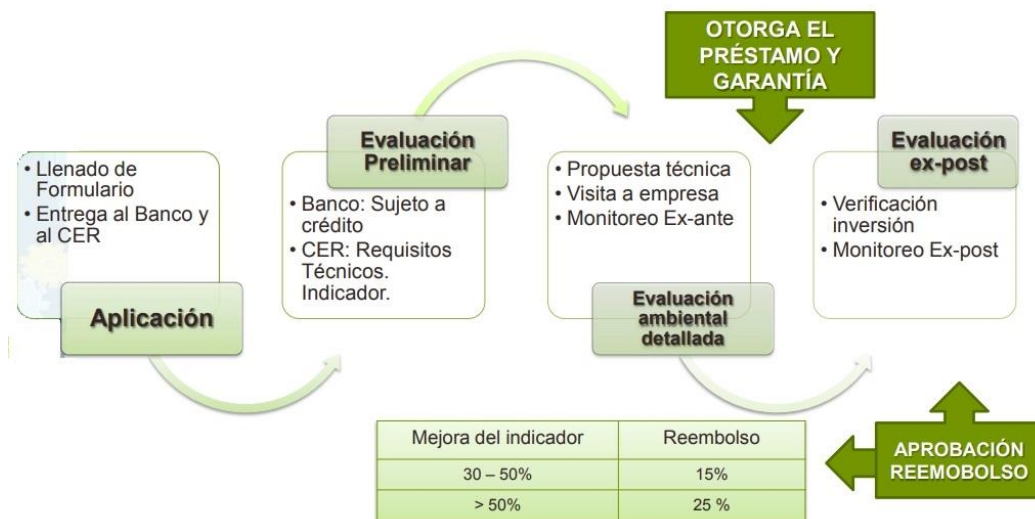 OTORGA EL
PRÉSTAMO Y
GARANTÍA
• Llenado de
Formulario
• Entrega al Banco y
al CER
Aplicación
Evaluación
Preliminar
• Banco: Sujeto a
crédito
• CER: Requisitos
Técnicos.
Indicador.
• Propuesta técnica
• Visita a empresa
• Monitoreo Ex-ante
Evaluación
ambiental
detallada
Evaluación
ex-post
• Verificación
inversión
• Monitoreo Ex-post
Mejora del indicador Reembolso
30 – 50% 15%
> 50% 25 %
APROBACIÓN
REEMOBOLSO